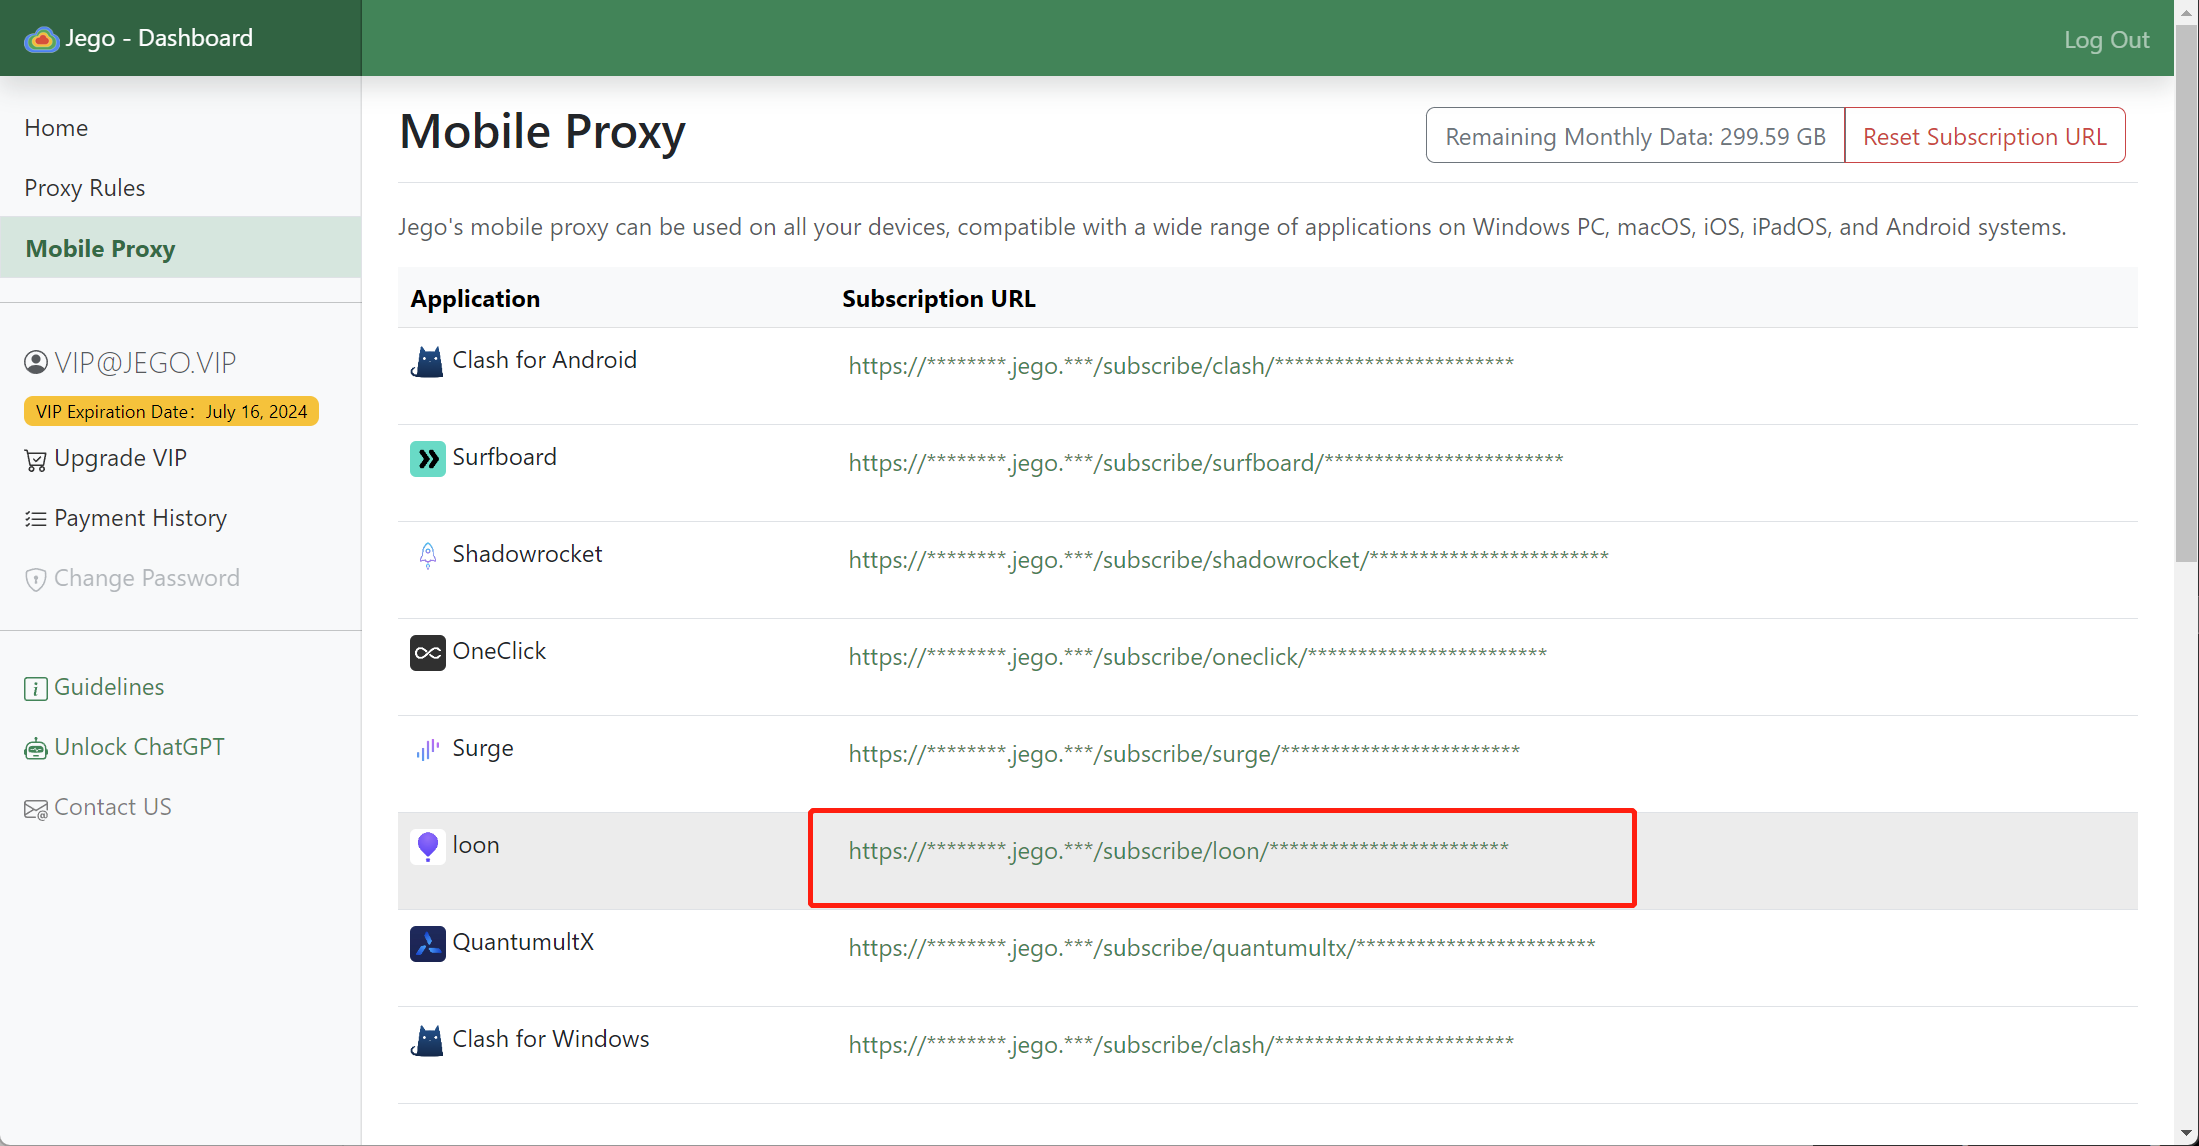 Jego - Dashboard
Log Out
Home
Proxy Rules
Mobile Proxy
VIP@JEGO.VIP
VIP Expiration Date: July 16, 2024
Upgrade VIP
Payment History
Change Password
Guidelines
Unlock ChatGPT
Contact US
Mobile Proxy
Remaining Monthly Data: 299.59 GB
Reset Subscription URL
Jego's mobile proxy can be used on all your devices, compatible with a wide range of applications on Windows PC, macOS, iOS, iPadOS, and Android systems.
Application Subscription URL
Clash for Android https://********.jego.***/subscribe/clash/************************
Surfboard https://********.jego.***/subscribe/surfboard/************************
Shadowrocket https://********.jego.***/subscribe/shadowrocket/************************
OneClick https://********.jego.***/subscribe/oneclick/************************
Surge https://********.jego.***/subscribe/surge/************************
loon https://********.jego.***/subscribe/loon/************************
QuantumultX https://********.jego.***/subscribe/quantumultx/************************
Clash for Windows https://********.jego.***/subscribe/clash/************************